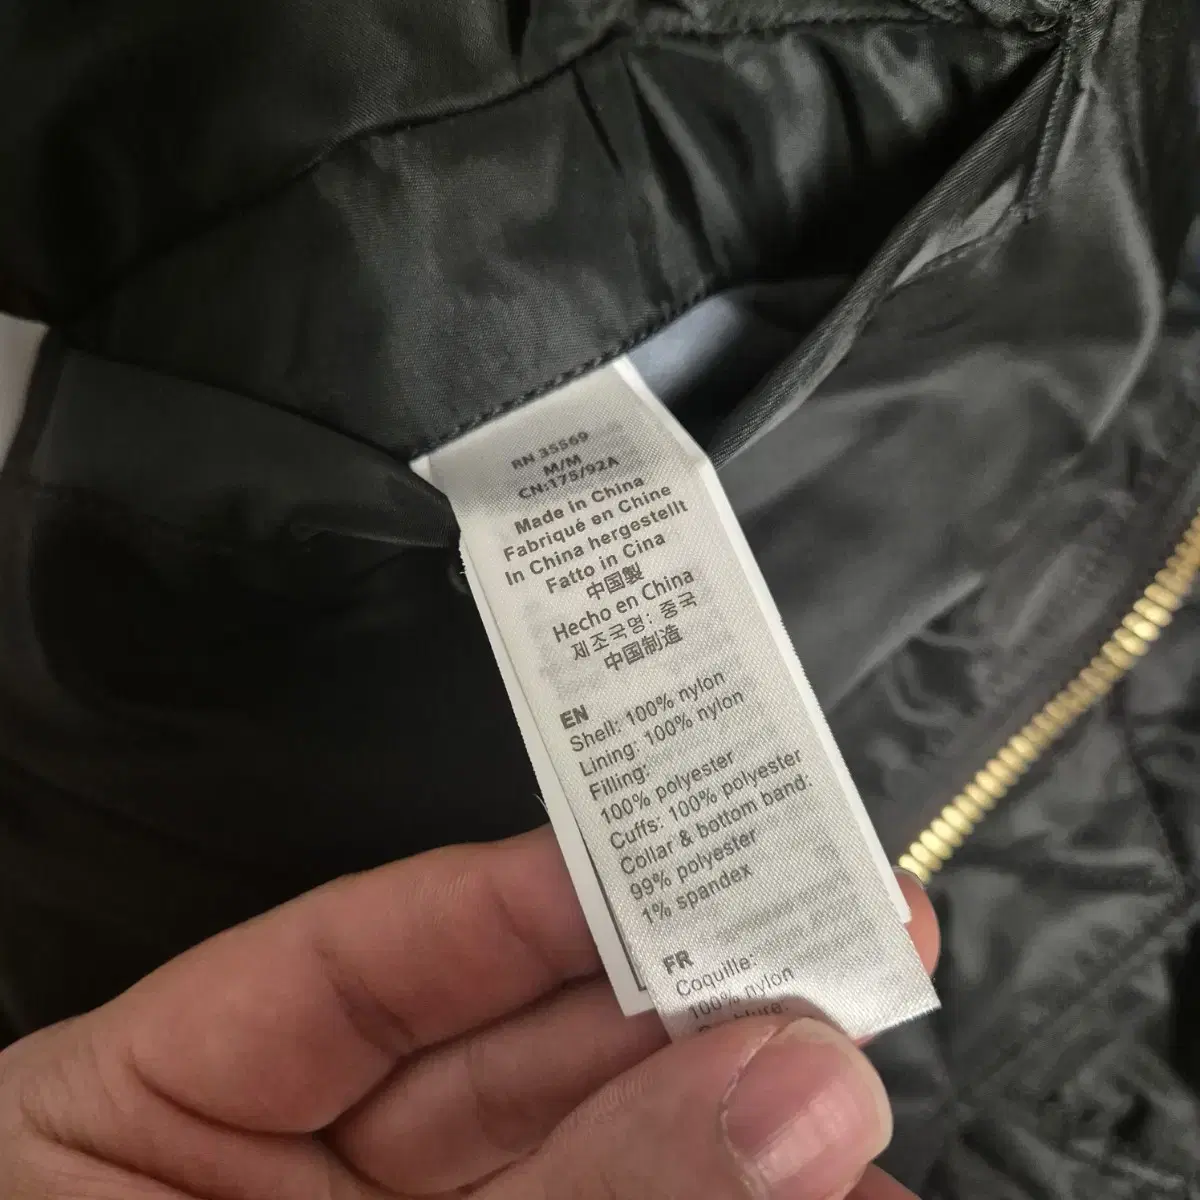 RN 35569
M/M
CN:175/92A
Made in China
Fabriqué en Chine
In China hergestellt
Fatto in Cina
中国製
Hecho en China
제조국명: 중국
中国制造
EN
Shell: 100% nylon
Lining: 100% nylon
Filling:
100% polyester
Cuffs: 100% polyester
Collar & bottom band:
99% polyester
1% spandex
FR
Coquille:
100% nylon